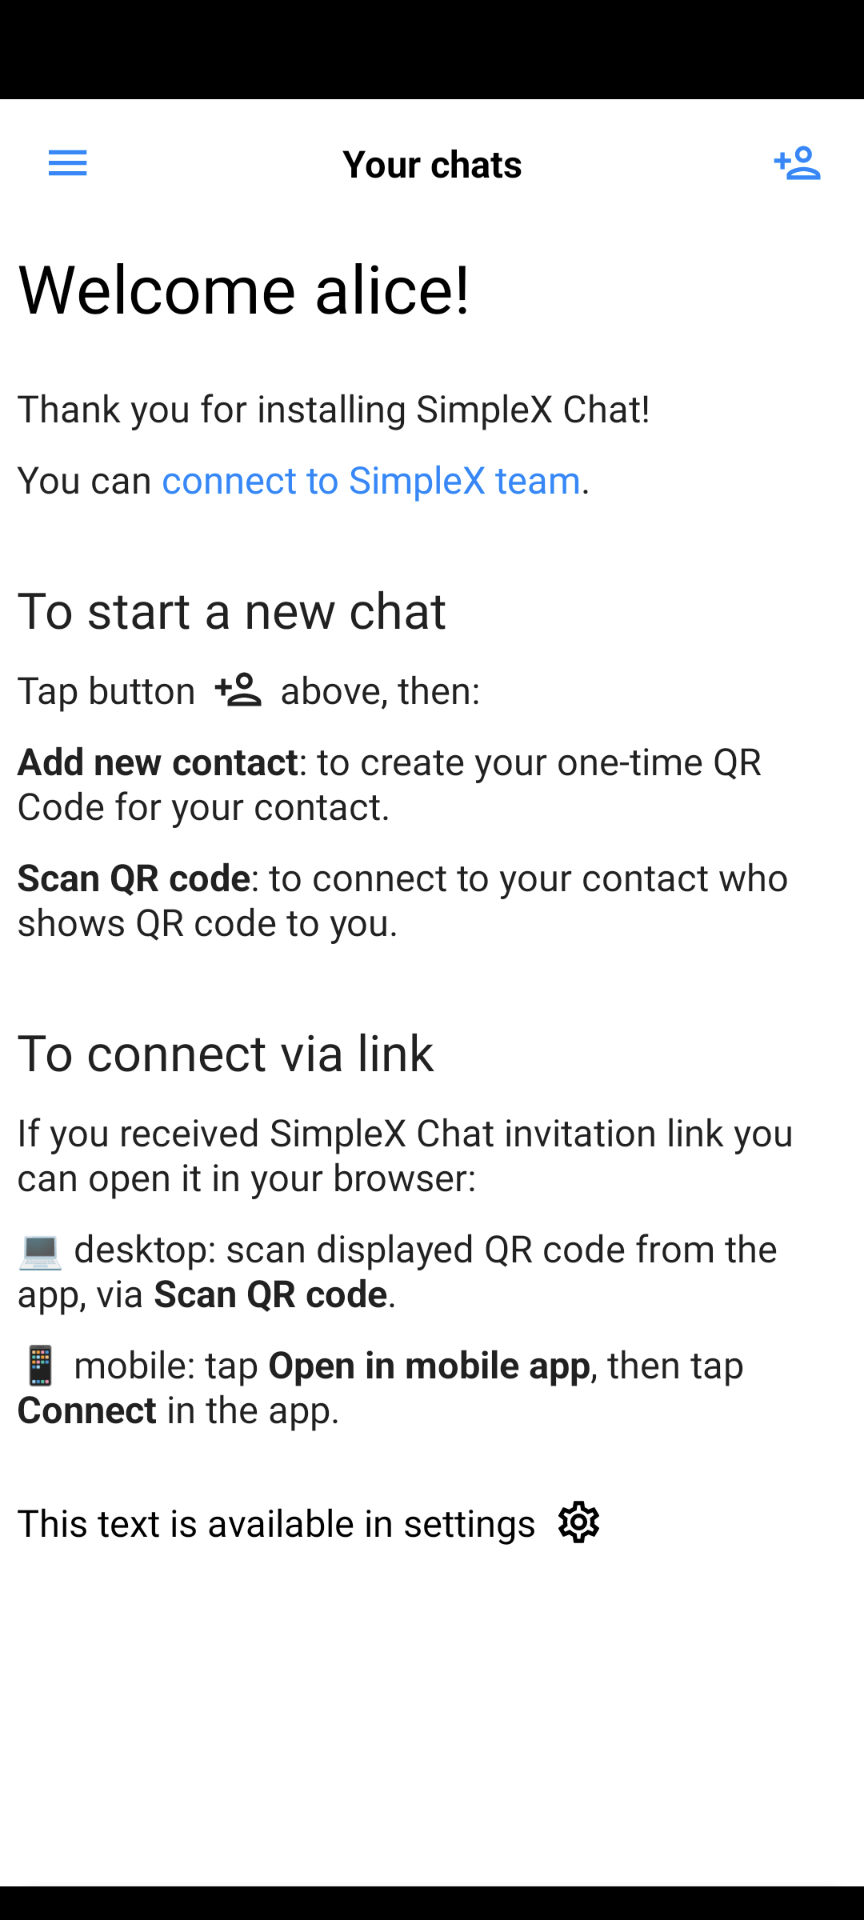 Your chats
Welcome alice!
Thank you for installing SimpleX Chat!
You can connect to SimpleX team.
To start a new chat
Tap button above, then:
Add new contact: to create your one-time QR
Code for your contact.
Scan QR code: to connect to your contact who
shows QR code to you.
To connect via link
If you received SimpleX Chat invitation link you
can open it in your browser:
💻 desktop: scan displayed QR code from the
app, via Scan QR code.
📱 mobile: tap Open in mobile app, then tap
Connect in the app.
This text is available in settings